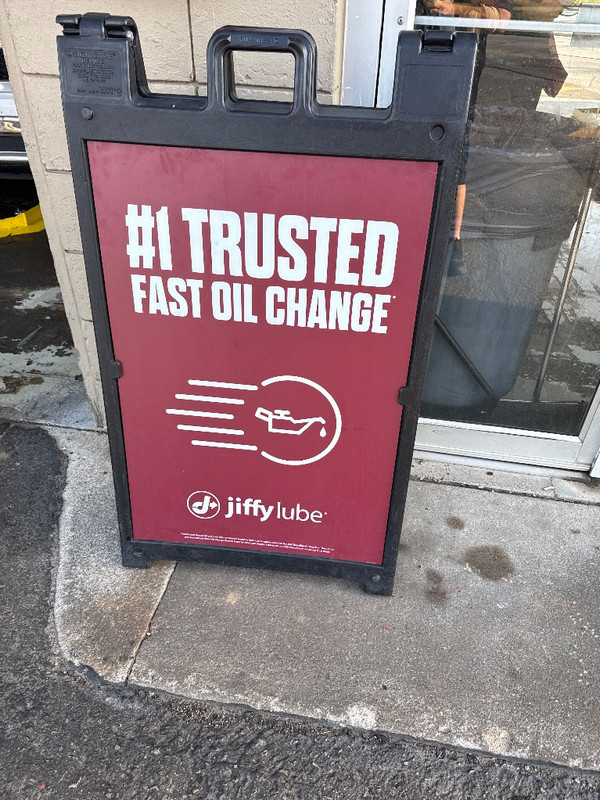 #1 TRUSTED
FAST OIL CHANGE
jiffy lube